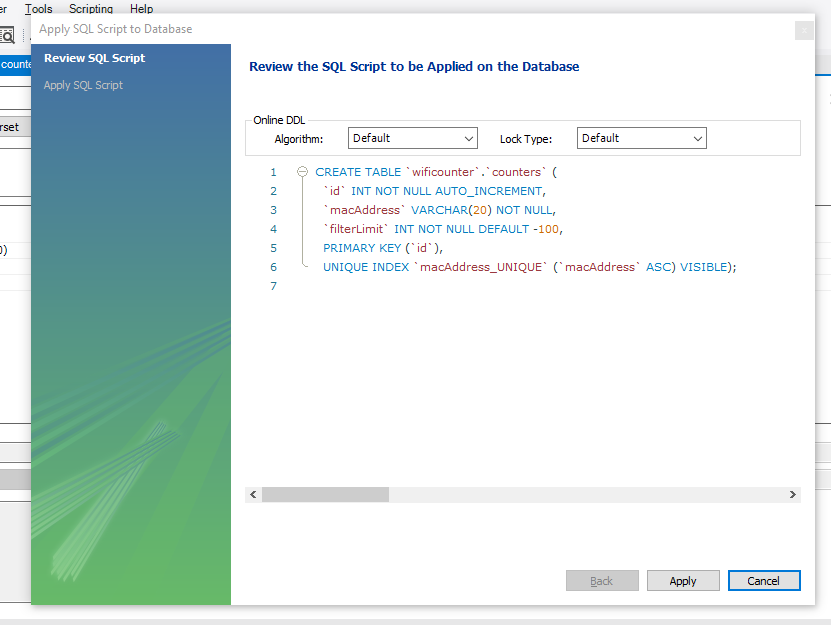 er Tools Scripting Help
Apply SQL Script to Database
counte
Review SQL Script
Apply SQL Script
rset
0)
Review the SQL Script to be Applied on the Database
Online DDL
Algorithm: Default Lock Type: Default
1 CREATE TABLE `wificounter`.`counters` (
2 `id` INT NOT NULL AUTO_INCREMENT,
3 `macAddress` VARCHAR(20) NOT NULL,
4 `filterLimit` INT NOT NULL DEFAULT -100,
5 PRIMARY KEY (`id`),
6 UNIQUE INDEX `macAddress_UNIQUE` (`macAddress` ASC) VISIBLE);
7
Back Apply Cancel